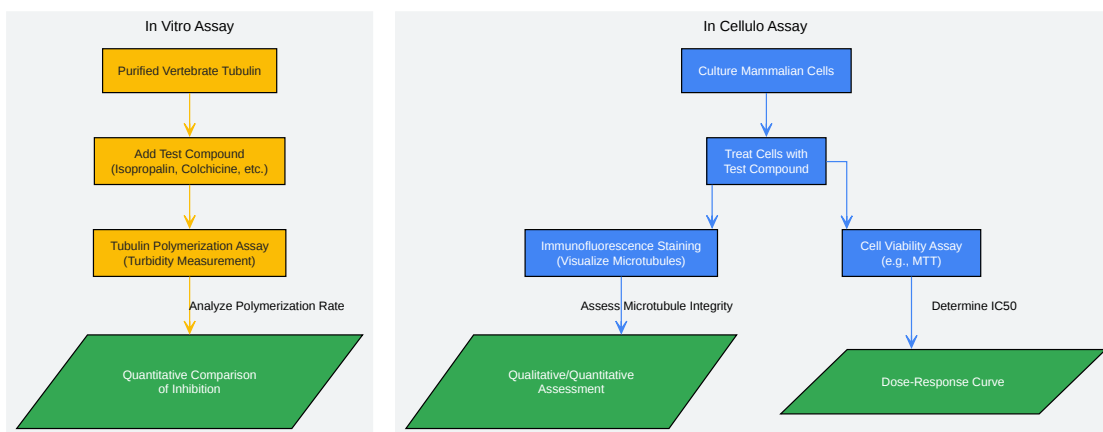 In Vitro Assay
Purified Vertebrate Tubulin
Add Test Compound
(Isopropalin, Colchicine, etc.)
Tubulin Polymerization Assay
(Turbidity Measurement)
Analyze Polymerization Rate
Quantitative Comparison
of Inhibition
In Cellulo Assay
Culture Mammalian Cells
Treat Cells with
Test Compound
Immunofluorescence Staining
(Visualize Microtubules)
Cell Viability Assay
(e.g., MTT)
Assess Microtubule Integrity
Determine IC50
Qualitative/Quantitative
Assessment
Dose-Response Curve